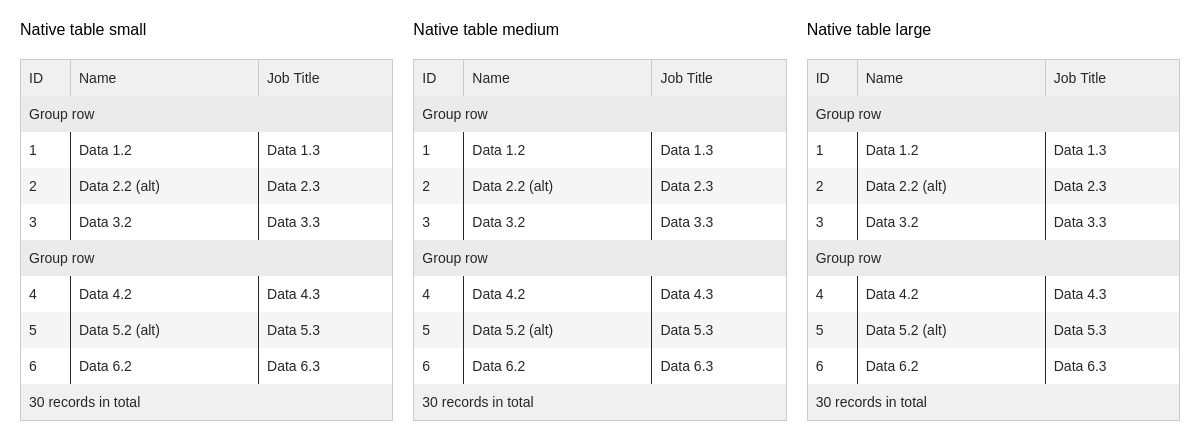 Native table small
ID Name Job Title
Group row
1 Data 1.2 Data 1.3
2 Data 2.2 (alt) Data 2.3
3 Data 3.2 Data 3.3
Group row
4 Data 4.2 Data 4.3
5 Data 5.2 (alt) Data 5.3
6 Data 6.2 Data 6.3
30 records in total
Native table medium
ID Name Job Title
Group row
1 Data 1.2 Data 1.3
2 Data 2.2 (alt) Data 2.3
3 Data 3.2 Data 3.3
Group row
4 Data 4.2 Data 4.3
5 Data 5.2 (alt) Data 5.3
6 Data 6.2 Data 6.3
30 records in total
Native table large
ID Name Job Title
Group row
1 Data 1.2 Data 1.3
2 Data 2.2 (alt) Data 2.3
3 Data 3.2 Data 3.3
Group row
4 Data 4.2 Data 4.3
5 Data 5.2 (alt) Data 5.3
6 Data 6.2 Data 6.3
30 records in total